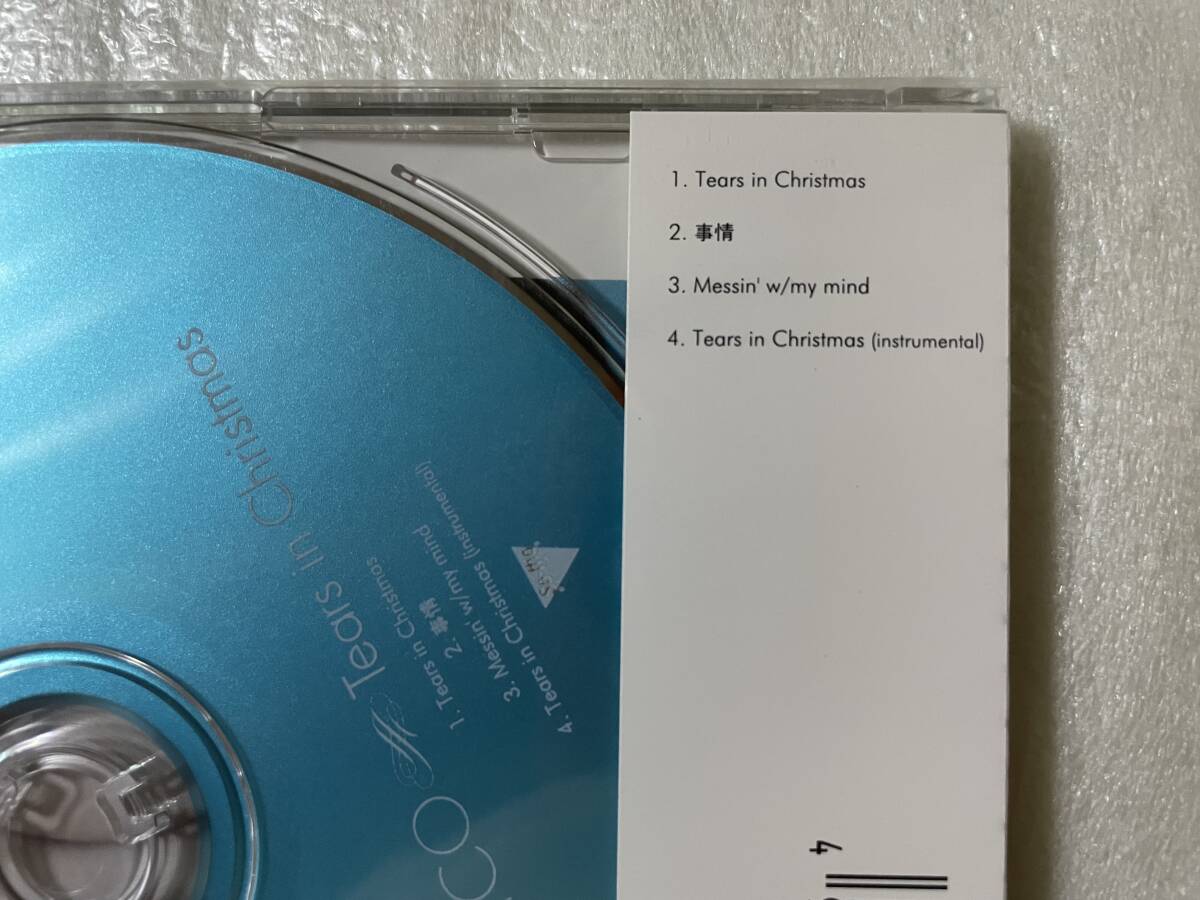 1. Tears in Christmas
2. 事情
3. Messin' w/my mind
4. Tears in Christmas (instrumental)
Tears in Christmas
1. Tears in Christmas
2. 事情
3. Messin' w/my mind
4. Tears in Christmas (instrumental)
4